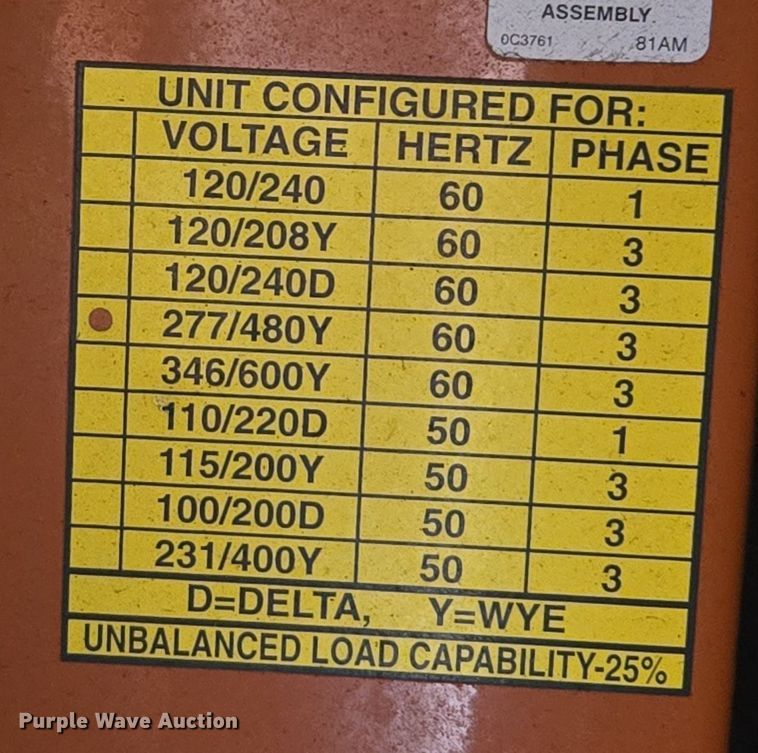 ASSEMBLY
0C3761 81AM
UNIT CONFIGURED FOR:
VOLTAGE HERTZ PHASE
120/240 60 1
120/208Y 60 3
120/240D 60 3
277/480Y 60 3
346/600Y 60 3
110/220D 50 1
115/200Y 50 3
100/200D 50 3
231/400Y 50 3
D=DELTA, Y=WYE
UNBALANCED LOAD CAPABILITY-25%
Purple Wave Auction